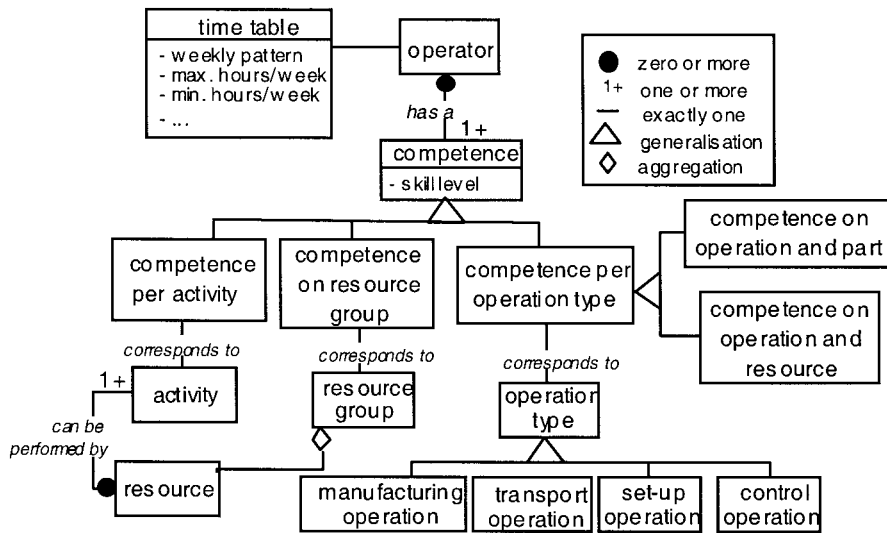 time table
- weekly pattern
- max. hours/week
- min. hours/week
- ...
operator
zero or more
1+ one or more
exactly one
generalisation
aggregation
has a
1+
competence
- skill level
competence
per activity
competence
on resource
group
competence per
operation type
competence on
operation and part
competence on
operation and
resource
corresponds to
corresponds to
corresponds to
1+
activity
resource
group
operation
type
can be
performed by
resource
manufacturing
operation
transport
operation
set-up
operation
control
operation